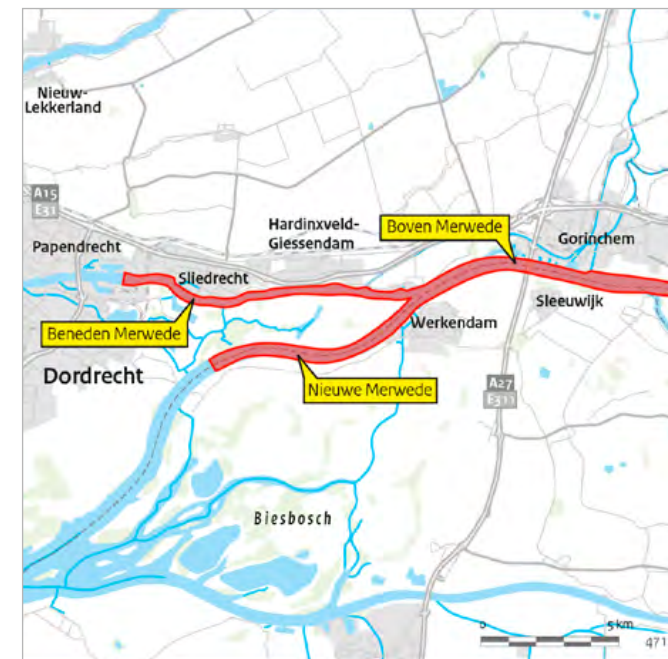 Nieuw-
Lekkerland
A15
E31
Papendrecht
Hardinxveld-
Giessendam
Boven Merwede
Gorinchem
Sliedrecht
Sleeuwijk
Beneden Merwede
Werkendam
Dordrecht
Nieuwe Merwede
A27
E311
Biesbosch
0
5 km
471